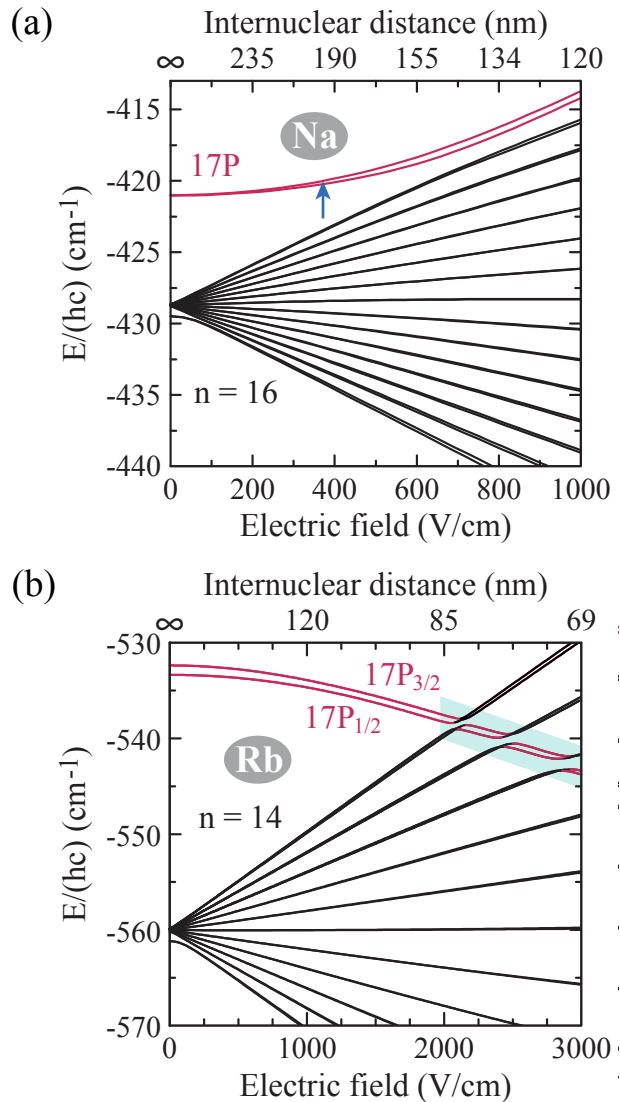 (a)
Internuclear distance (nm)
∞ 235 190 155 134 120
-415
-420
-425
-430
-435
-440
E/(hc) (cm⁻¹)
Na
17P
n = 16
0 200 400 600 800 1000
Electric field (V/cm)
(b)
Internuclear distance (nm)
∞ 120 85 69
-530
-540
-550
-560
-570
E/(hc) (cm⁻¹)
17P₃/₂
17P₁/₂
Rb
n = 14
0 1000 2000 3000
Electric field (V/cm)